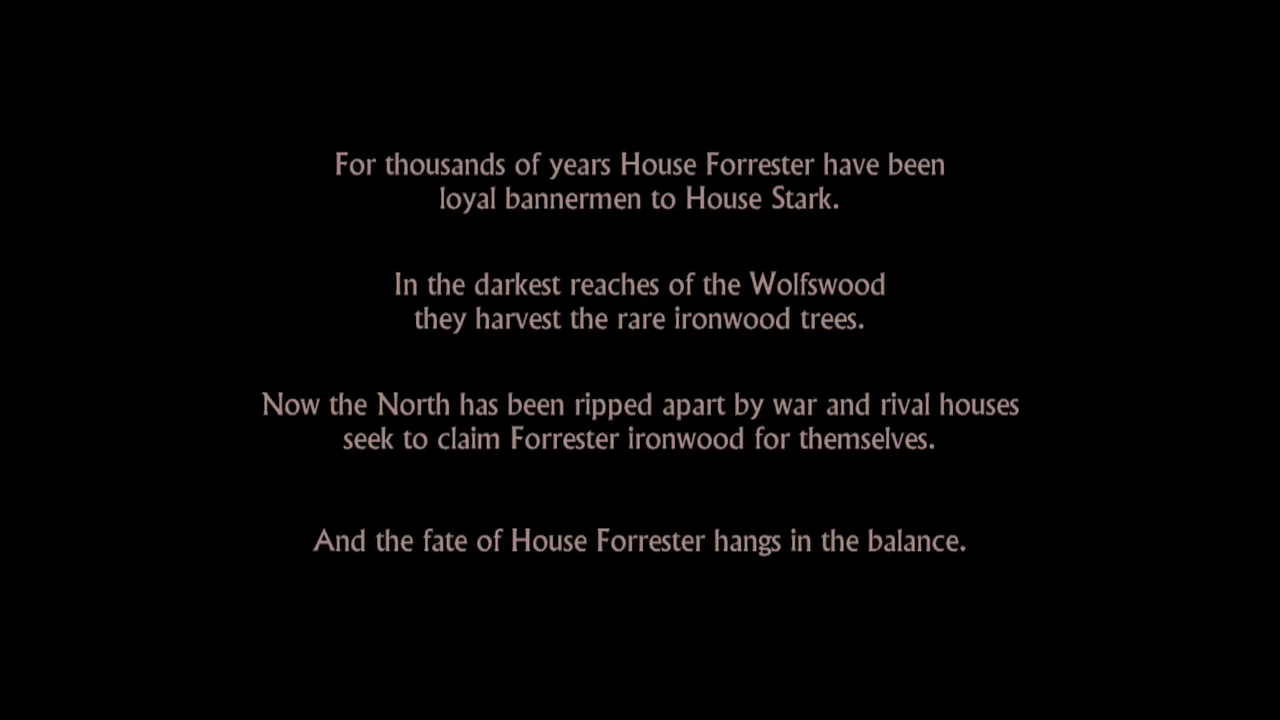 For thousands of years House Forrester have been
loyal bannermen to House Stark.
In the darkest reaches of the Wolfswood
they harvest the rare ironwood trees.
Now the North has been ripped apart by war and rival houses
seek to claim Forrester ironwood for themselves.
And the fate of House Forrester hangs in the balance.